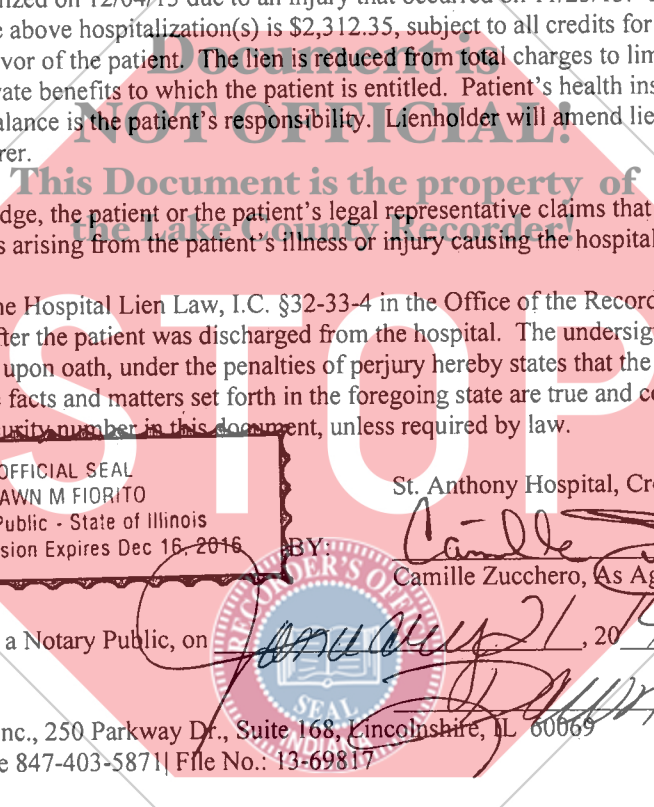 rized on 12/04/13 due to an injury that occurred on 11/25/13.
e above hospitalization(s) is $2,312.35, subject to all credits for
vor of the patient. The lien is reduced from total charges to lim
Document is
vate benefits to which the patient is entitled. Patient's health ins
NOT OFFICIAL!
alance is the patient's responsibility. Lienholder will amend lie
rer.
This Document is the property of
the Lake County Recorder!
dge, the patient or the patient's legal representative claims that
s arising from the patient's illness or injury causing the hospital
STOP
he Hospital Lien Law, I.C. §32-33-4 in the Office of the Record
fter the patient was discharged from the hospital. The undersig
upon oath, under the penalties of perjury hereby states that the
e facts and matters set forth in the foregoing state are true and co
urity number in this document, unless required by law.
OFFICIAL SEAL
AWN M FIORITO
Public - State of Illinois
sion Expires Dec 16, 2016
St. Anthony Hospital, Cro
BY:
Camille
Camille Zucchero, As Ag
RECORDER'S OFFICE
SEAL
INDIANA
a Notary Public, on January 21, 20
nc., 250 Parkway Dr., Suite 168, Lincolnshire, IL 60069
e 847-403-5871| File No.: 13-69817